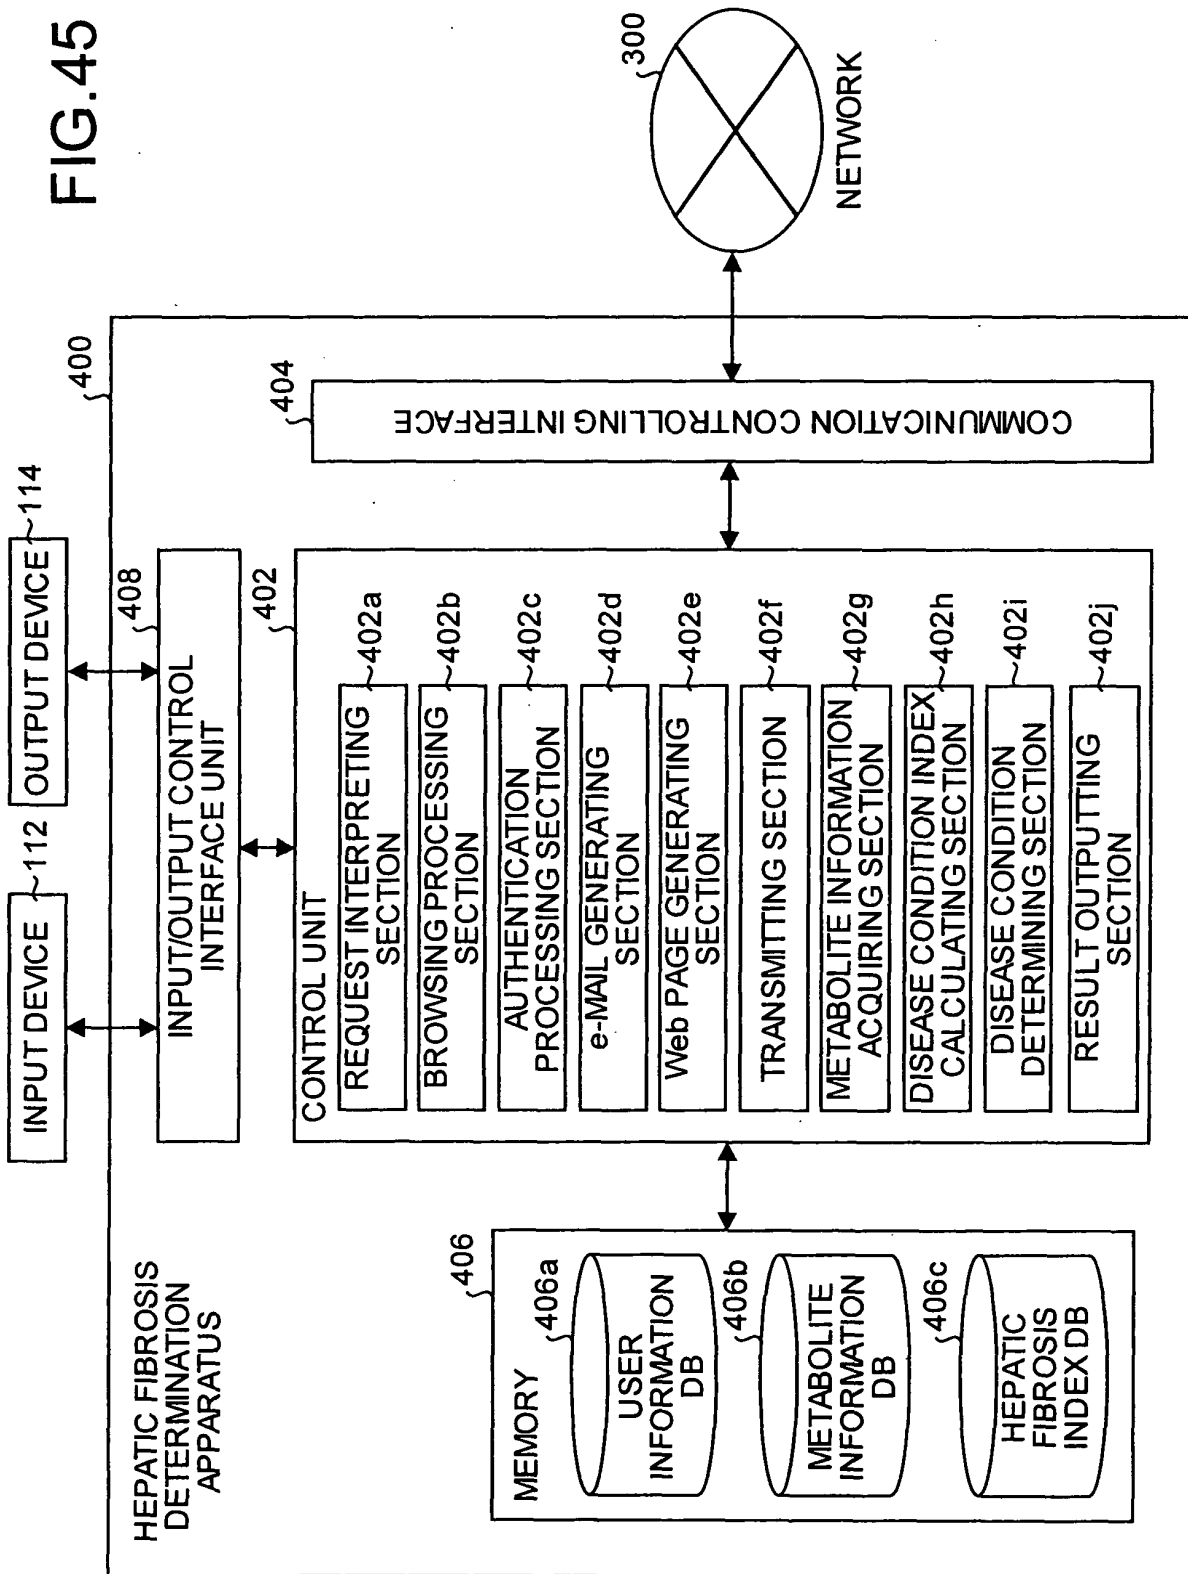 FIG.45
INPUT DEVICE
112
OUTPUT DEVICE
114
400
HEPATIC FIBROSIS
DETERMINATION
APPARATUS
408
INPUT/OUTPUT CONTROL
INTERFACE UNIT
402
CONTROL UNIT
REQUEST INTERPRETING
SECTION
402a
BROWSING PROCESSING
SECTION
402b
AUTHENTICATION
PROCESSING SECTION
402c
e-MAIL GENERATING
SECTION
402d
Web PAGE GENERATING
SECTION
402e
TRANSMITTING SECTION
402f
METABOLITE INFORMATION
ACQUIRING SECTION
402g
DISEASE CONDITION INDEX
CALCULATING SECTION
402h
DISEASE CONDITION
DETERMINING SECTION
402i
RESULT OUTPUTTING
SECTION
402j
406
MEMORY
406a
USER
INFORMATION
DB
406b
METABOLITE
INFORMATION
DB
406c
HEPATIC
FIBROSIS
INDEX DB
404
COMMUNICATION CONTROLLING INTERFACE
300
NETWORK